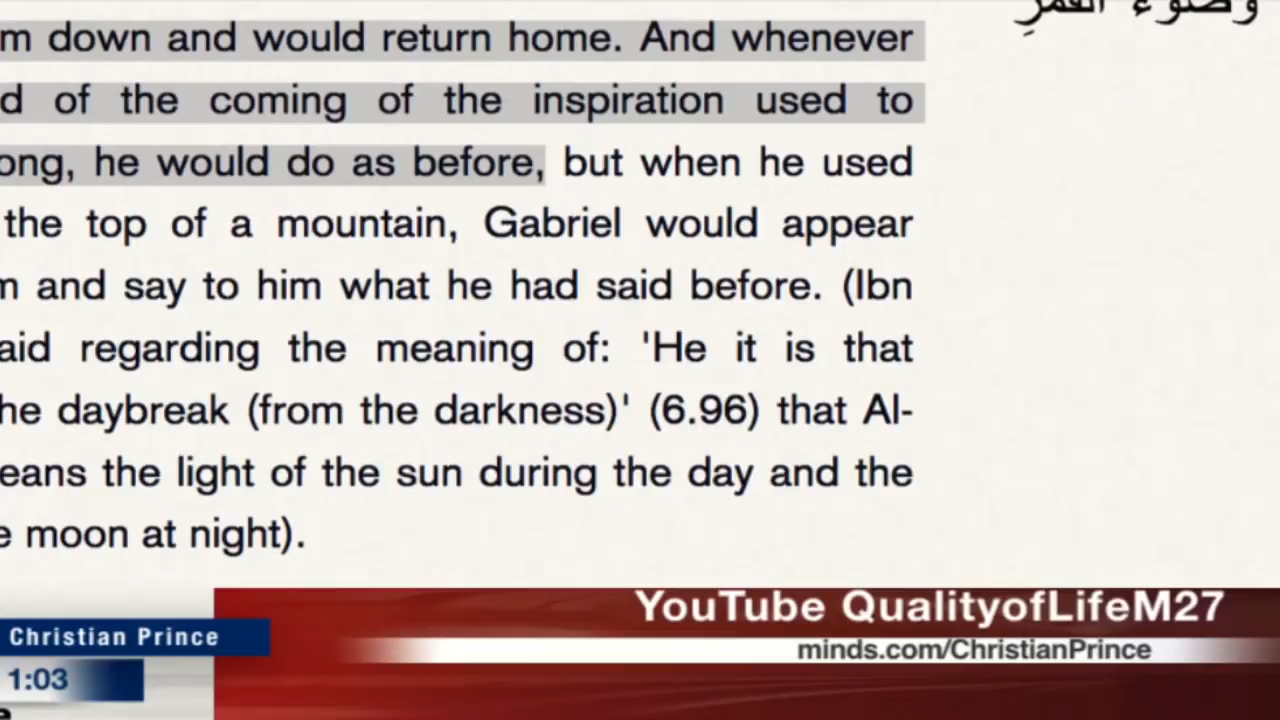 m down and would return home. And whenever
d of the coming of the inspiration used to
ong, he would do as before, but when he used
the top of a mountain, Gabriel would appear
m and say to him what he had said before. (Ibn
aid regarding the meaning of: 'He it is that
he daybreak (from the darkness)' (6.96) that Al-
eans the light of the sun during the day and the
e moon at night).
وَضَوْءُ الْقَمَرِ
YouTube QualityofLifeM27
minds.com/ChristianPrince
Christian Prince
1:03